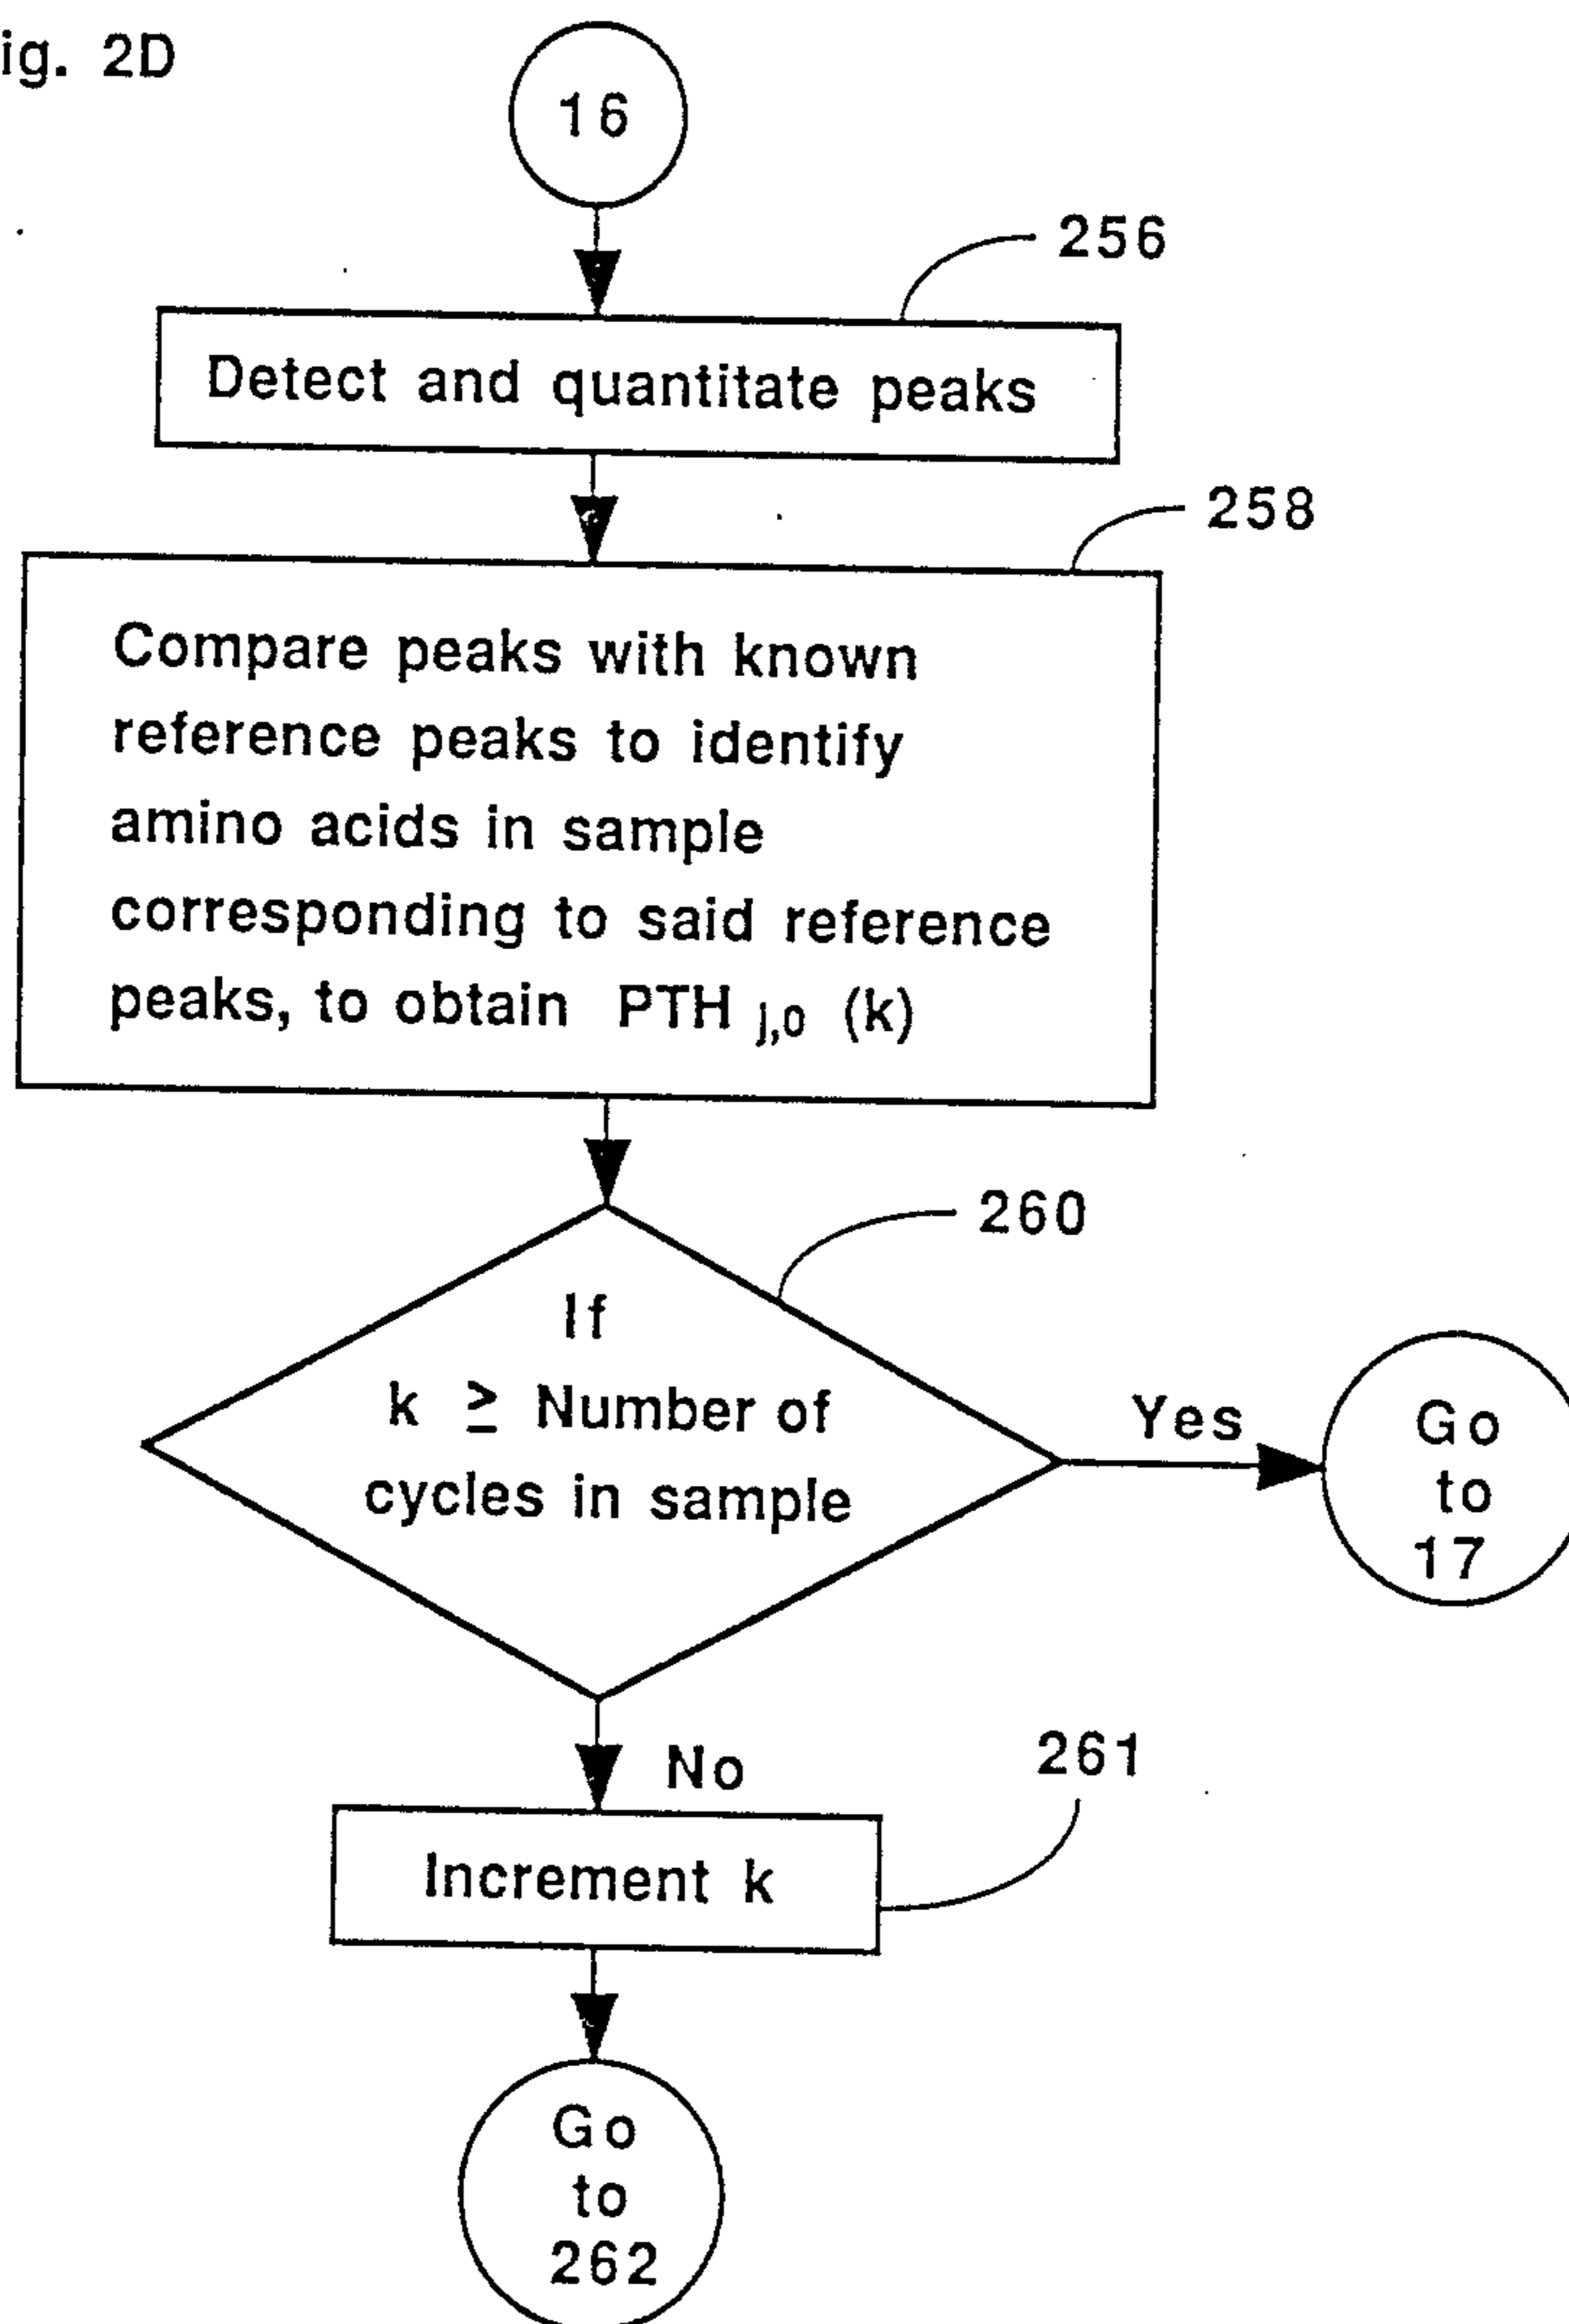 ig. 2D
16
256
Detect and quantitate peaks
258
Compare peaks with known
reference peaks to identify
amino acids in sample
corresponding to said reference
peaks, to obtain PTH j,0 (k)
260
If
k ≥ Number of
cycles in sample
Yes
Go
to
17
No
261
Increment k
Go
to
262